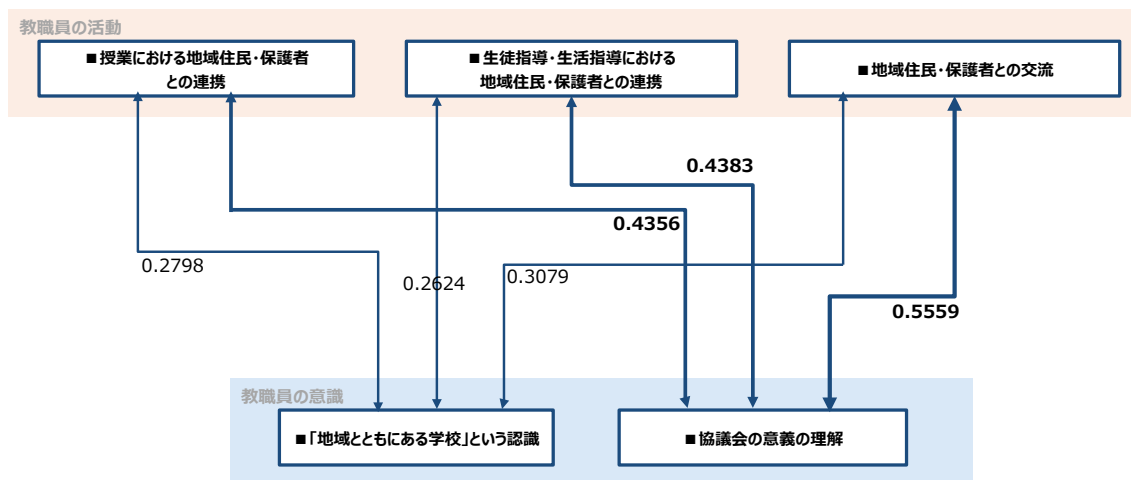 教職員の活動
■授業における地域住民・保護者
との連携
■生徒指導・生活指導における
地域住民・保護者との連携
■地域住民・保護者との交流
0.4383
0.4356
0.2798
0.2624
0.3079
0.5559
教職員の意識
■「地域とともにある学校」という認識
■協議会の意義の理解